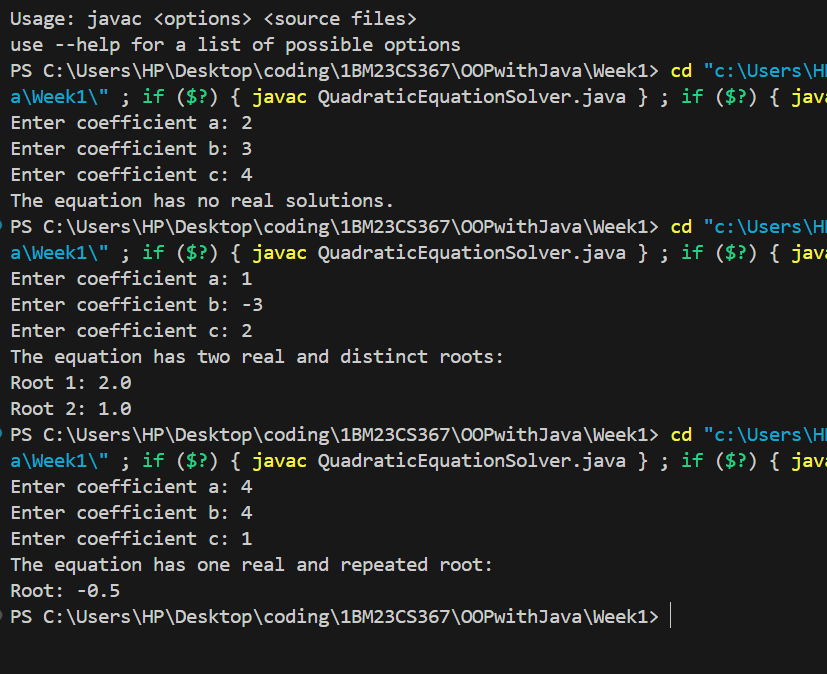 Usage: javac <options> <source files>
use --help for a list of possible options
PS C:\Users\HP\Desktop\coding\1BM23CS367\OOPwithJava\Week1> cd "c:\Users\H
a\Week1\" ; if ($?) { javac QuadraticEquationSolver.java } ; if ($?) { jav
Enter coefficient a: 2
Enter coefficient b: 3
Enter coefficient c: 4
The equation has no real solutions.
PS C:\Users\HP\Desktop\coding\1BM23CS367\OOPwithJava\Week1> cd "c:\Users\H
a\Week1\" ; if ($?) { javac QuadraticEquationSolver.java } ; if ($?) { jav
Enter coefficient a: 1
Enter coefficient b: -3
Enter coefficient c: 2
The equation has two real and distinct roots:
Root 1: 2.0
Root 2: 1.0
PS C:\Users\HP\Desktop\coding\1BM23CS367\OOPwithJava\Week1> cd "c:\Users\H
a\Week1\" ; if ($?) { javac QuadraticEquationSolver.java } ; if ($?) { jav
Enter coefficient a: 4
Enter coefficient b: 4
Enter coefficient c: 1
The equation has one real and repeated root:
Root: -0.5
PS C:\Users\HP\Desktop\coding\1BM23CS367\OOPwithJava\Week1>